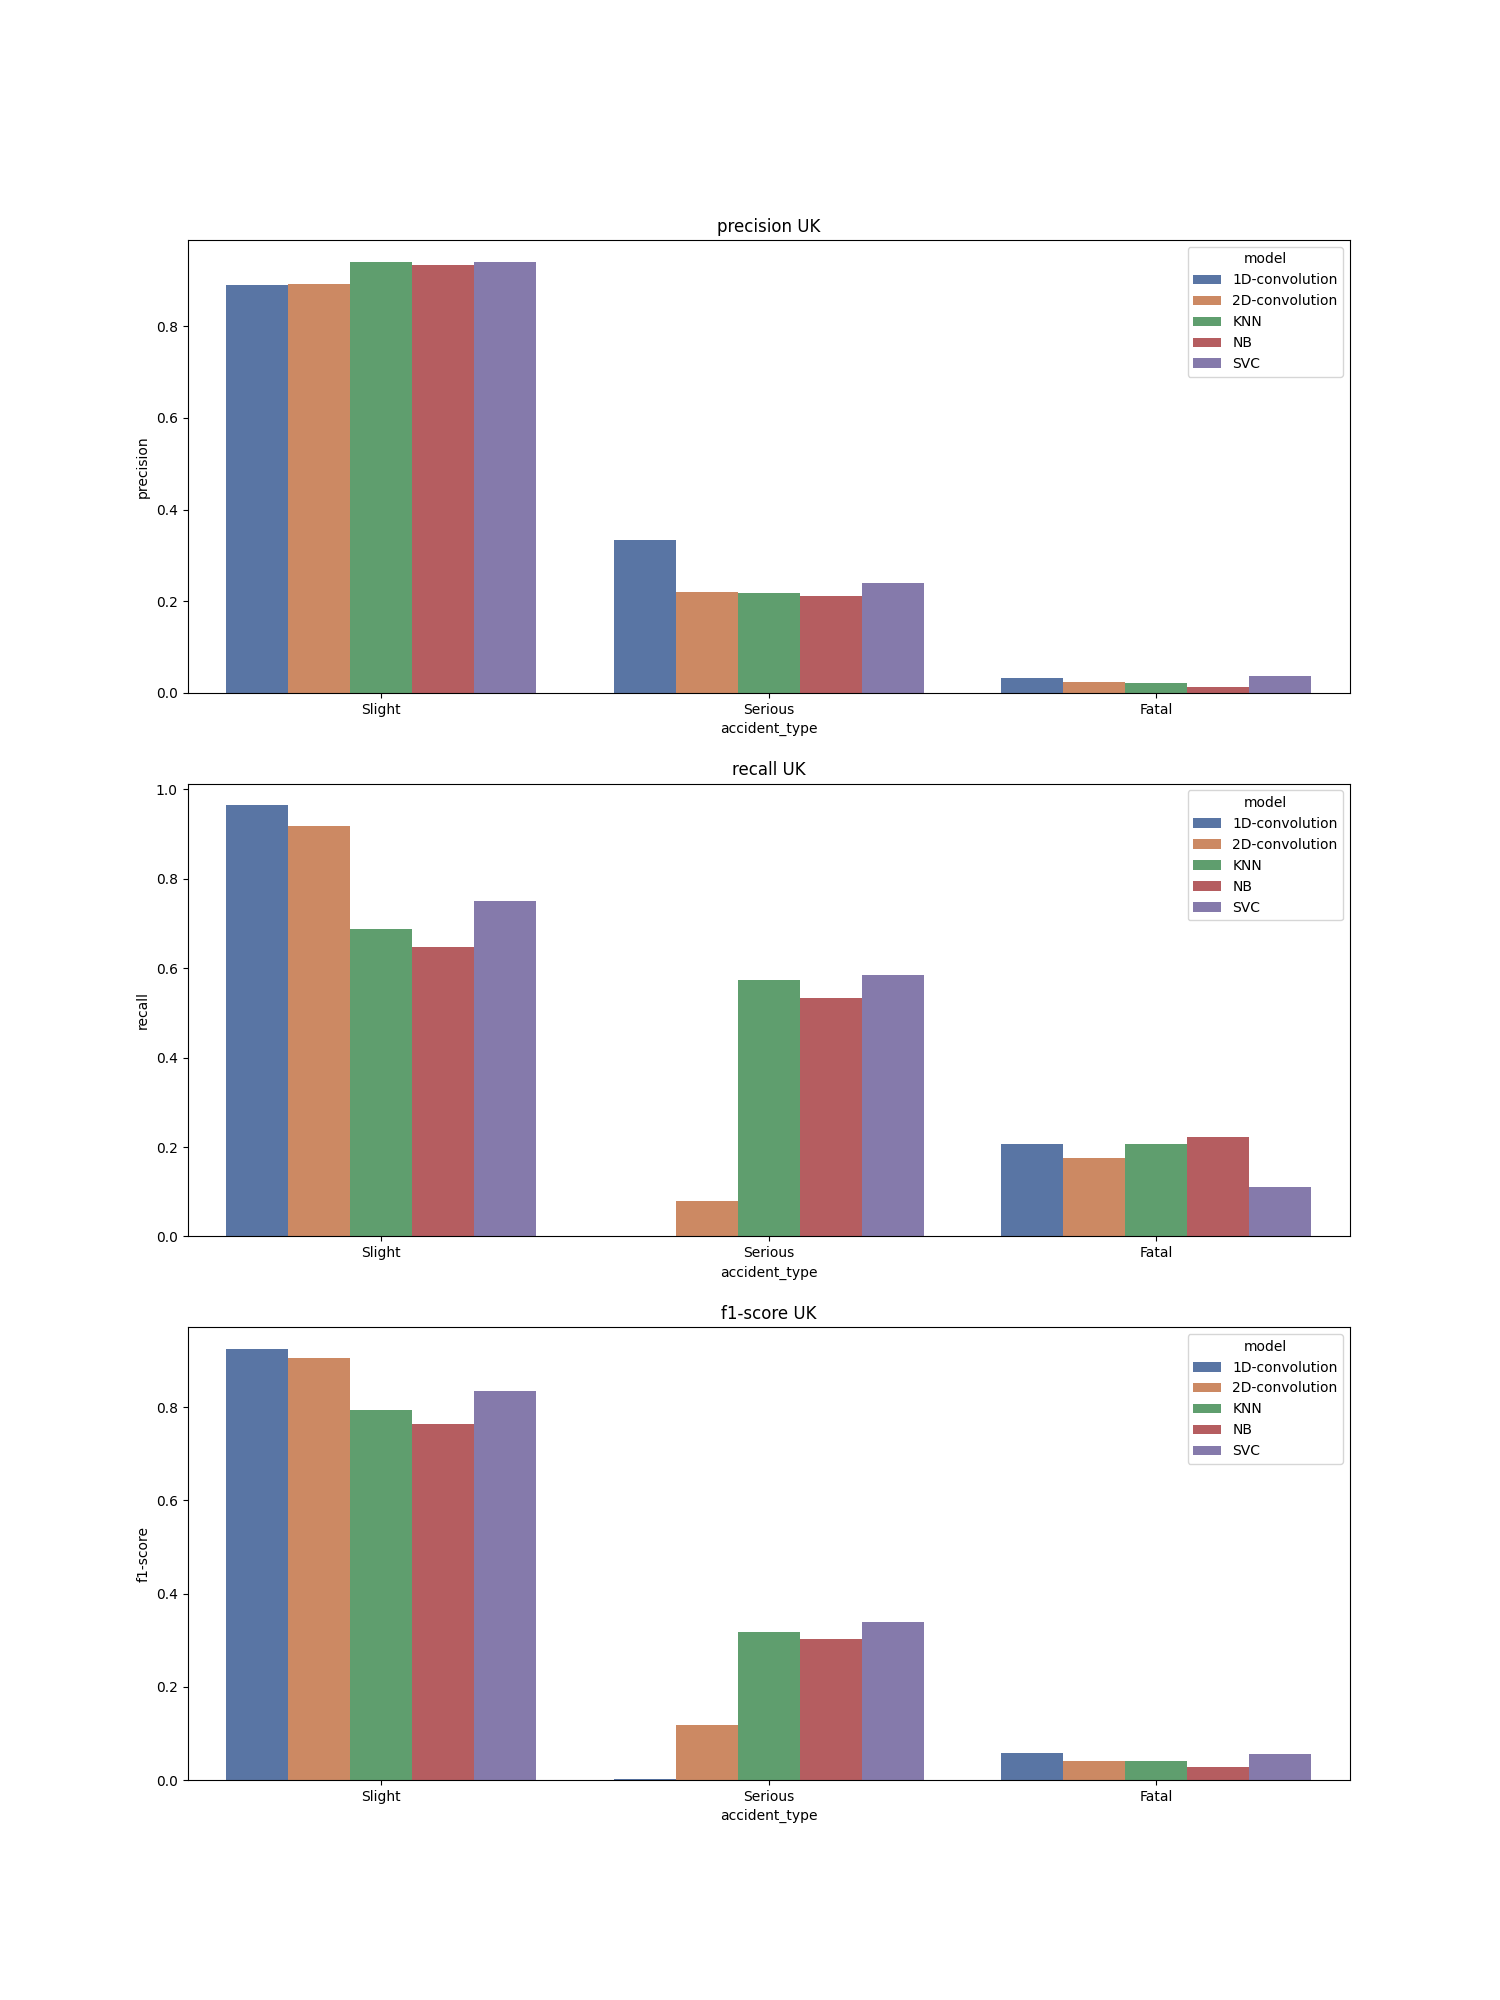 precision UK
model
1D-convolution
2D-convolution
KNN
NB
SVC
0.8
0.6
0.4
0.2
0.0
precision
Slight
Serious
Fatal
accident_type
recall UK
model
1D-convolution
2D-convolution
KNN
NB
SVC
1.0
0.8
0.6
0.4
0.2
0.0
recall
Slight
Serious
Fatal
accident_type
f1-score UK
model
1D-convolution
2D-convolution
KNN
NB
SVC
0.8
0.6
0.4
0.2
0.0
f1-score
Slight
Serious
Fatal
accident_type